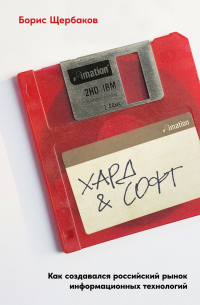 Борис Щербаков
imation
2HD IBM
imation
ХАРД
& СОФТ
Как создавался российский рынок
информационных технологий